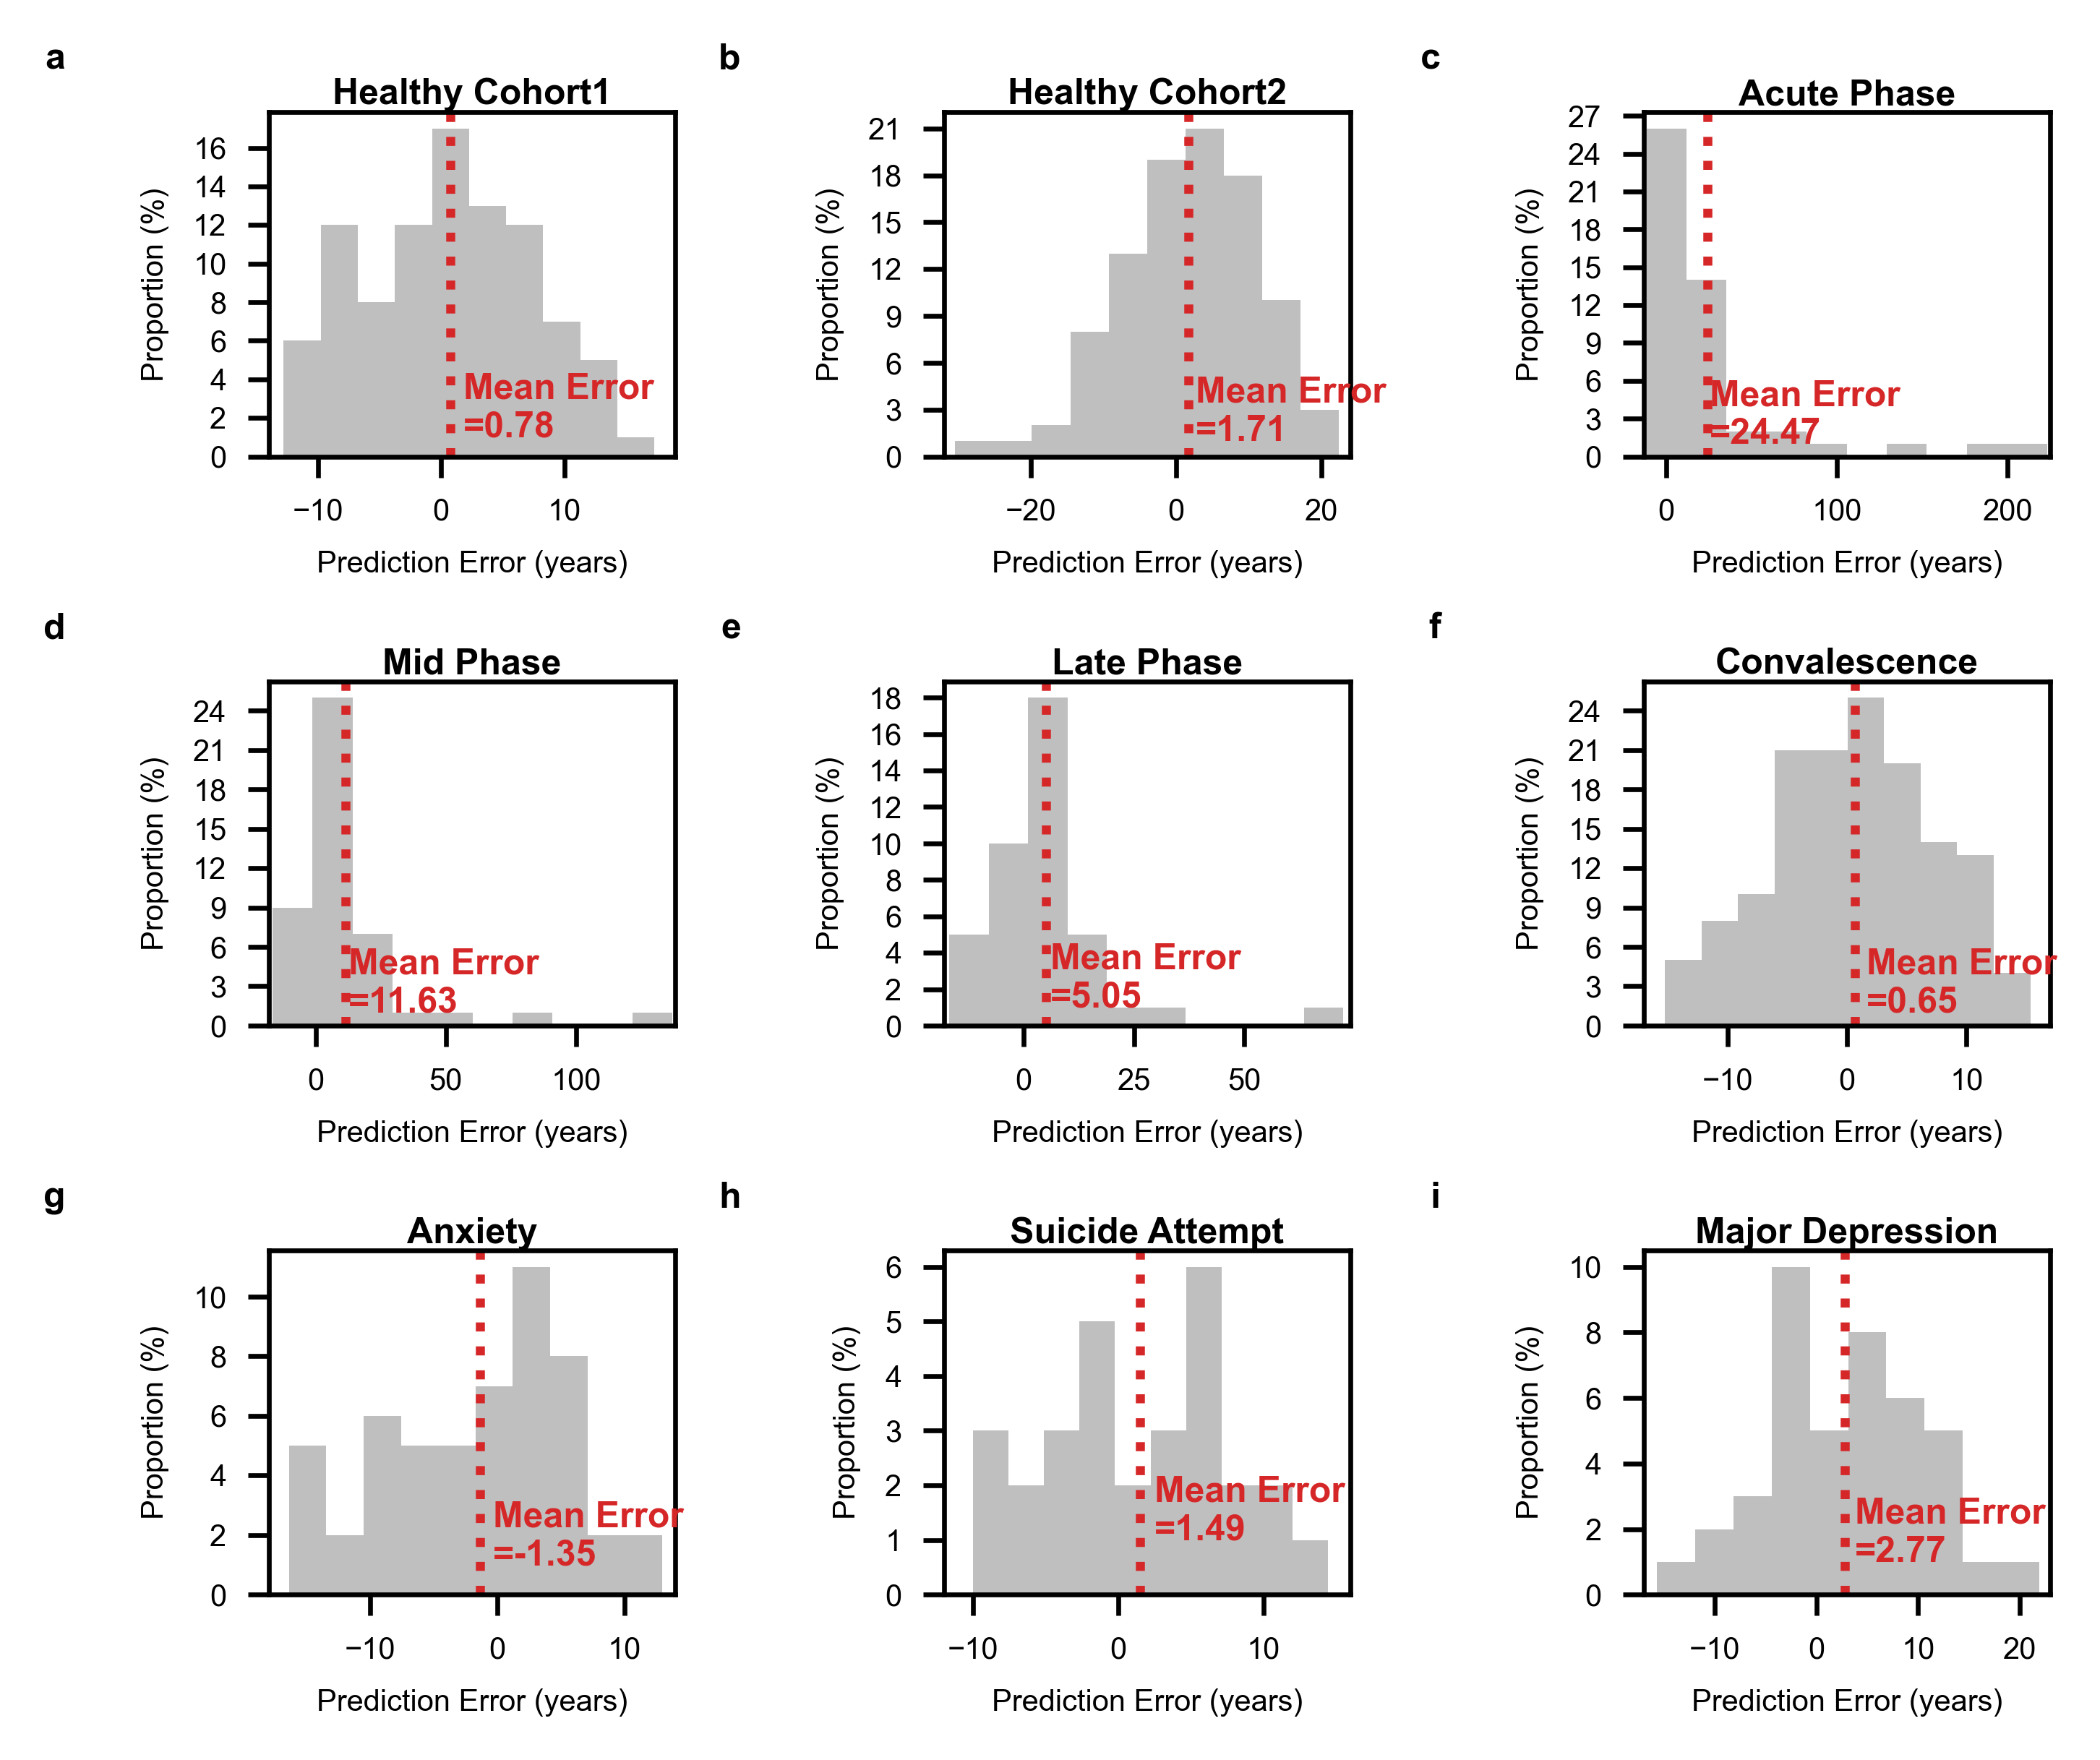 a
Healthy Cohort1
Proportion (%)
16
14
12
10
8
6
4
2
0
Mean Error
=0.78
−10 0 10
Prediction Error (years)
b
Healthy Cohort2
Proportion (%)
21
18
15
12
9
6
3
0
Mean Error
=1.71
−20 0 20
Prediction Error (years)
c
Acute Phase
Proportion (%)
27
24
21
18
15
12
9
6
3
0
Mean Error
=24.47
0 100 200
Prediction Error (years)
d
Mid Phase
Proportion (%)
24
21
18
15
12
9
6
3
0
Mean Error
=11.63
0 50 100
Prediction Error (years)
e
Late Phase
Proportion (%)
18
16
14
12
10
8
6
4
2
0
Mean Error
=5.05
0 25 50
Prediction Error (years)
f
Convalescence
Proportion (%)
24
21
18
15
12
9
6
3
0
Mean Error
=0.65
−10 0 10
Prediction Error (years)
g
Anxiety
Proportion (%)
10
8
6
4
2
0
Mean Error
=-1.35
−10 0 10
Prediction Error (years)
h
Suicide Attempt
Proportion (%)
6
5
4
3
2
1
0
Mean Error
=1.49
−10 0 10
Prediction Error (years)
i
Major Depression
Proportion (%)
10
8
6
4
2
0
Mean Error
=2.77
−10 0 10 20
Prediction Error (years)